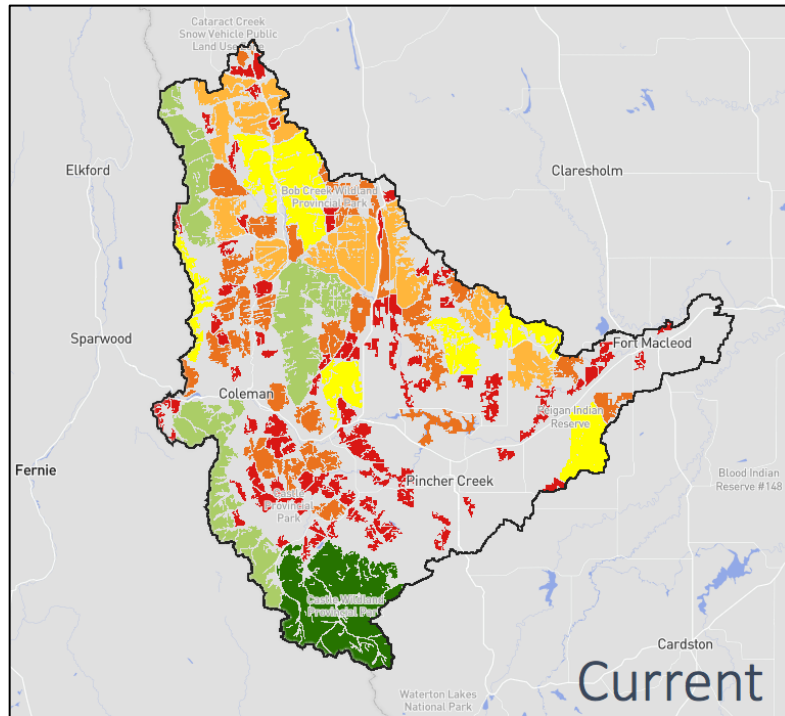 Cataract Creek
Snow Vehicle Public
Land Use Zone
Elkford
Claresholm
Bob Creek Wildland
Provincial Park
Sparwood
Fort Macleod
Coleman
Peigan Indian
Reserve
Fernie
Pincher Creek
Blood Indian
Reserve #148
Castle
Provincial
Park
Castle Wildland
Provincial Park
Cardston
Current
Waterton Lakes
National Park